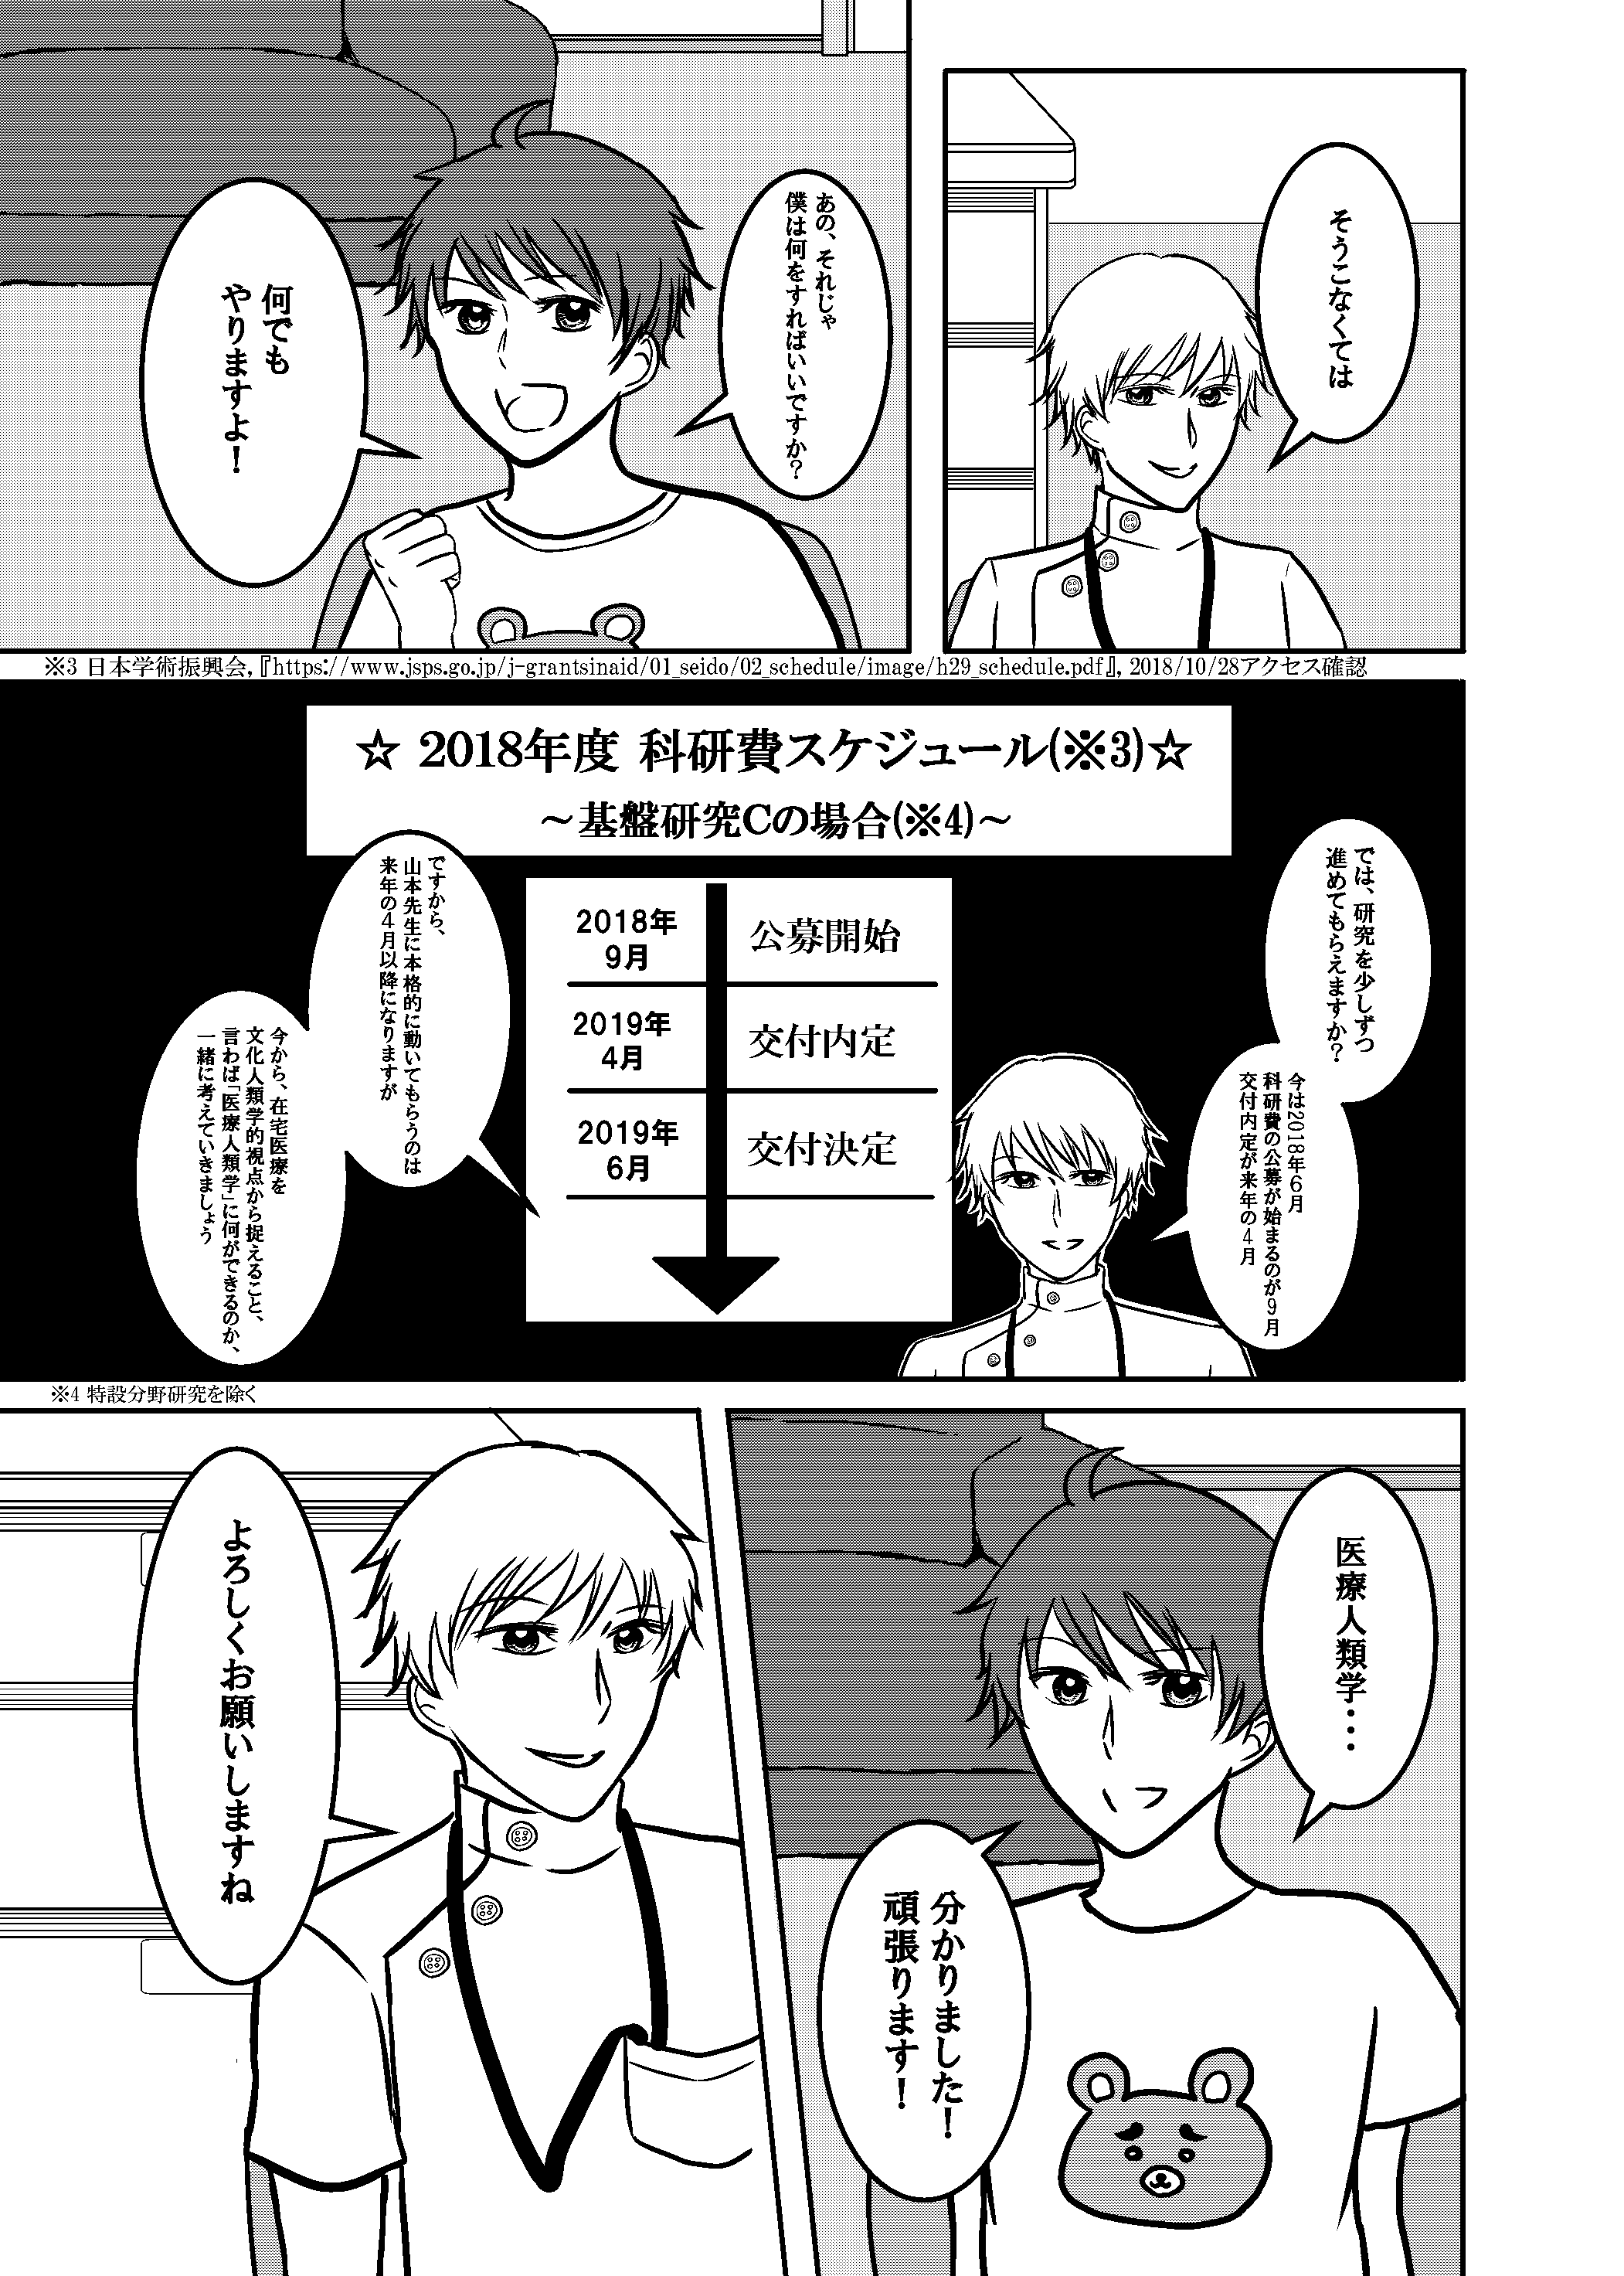 そうこなくては
あの、それじゃ
僕は何をすればいいですか？
何でも
やりますよ！
※3 日本学術振興会,『https://www.jsps.go.jp/j-grantsinaid/01_seido/02_schedule/image/h29_schedule.pdf』, 2018/10/28アクセス確認
☆ 2018年度 科研費スケジュール(※3)☆
～基盤研究Cの場合(※4)～
では、研究を少しずつ
進めてもらえますか？
今は2018年6月
科研費の公募が始まるのが9月
交付内定が来年の4月
2018年
9月
公募開始
2019年
4月
交付内定
2019年
6月
交付決定
ですから、
山本先生に本格的に動いてもらうのは
来年の4月以降になりますが
今から、在宅医療を
文化人類学的視点から捉えること、
言わば「医療人類学」に何ができるのか、
一緒に考えていきましょう
※4 特設分野研究を除く
医療人類学・・・
分かりました！
頑張ります！
よろしくお願いしますね